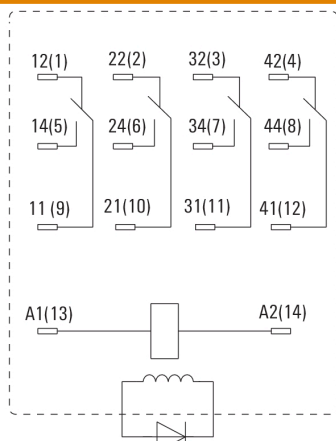 12(1) 22(2) 32(3) 42(4)
14(5) 24(6) 34(7) 44(8)
11 (9) 21(10) 31(11) 41(12)
A1(13) A2(14)